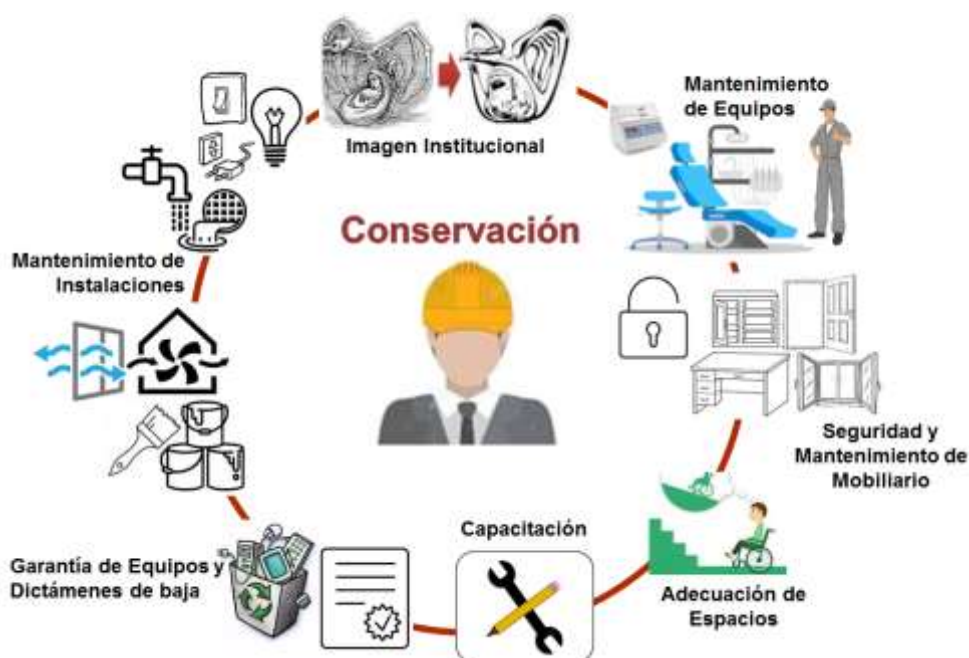 Imagen Institucional
Mantenimiento
de Equipos
Conservación
Mantenimiento de
Instalaciones
Seguridad y
Mantenimiento de
Mobiliario
Capacitación
Garantía de Equipos y
Dictámenes de baja
Adecuación de
Espacios